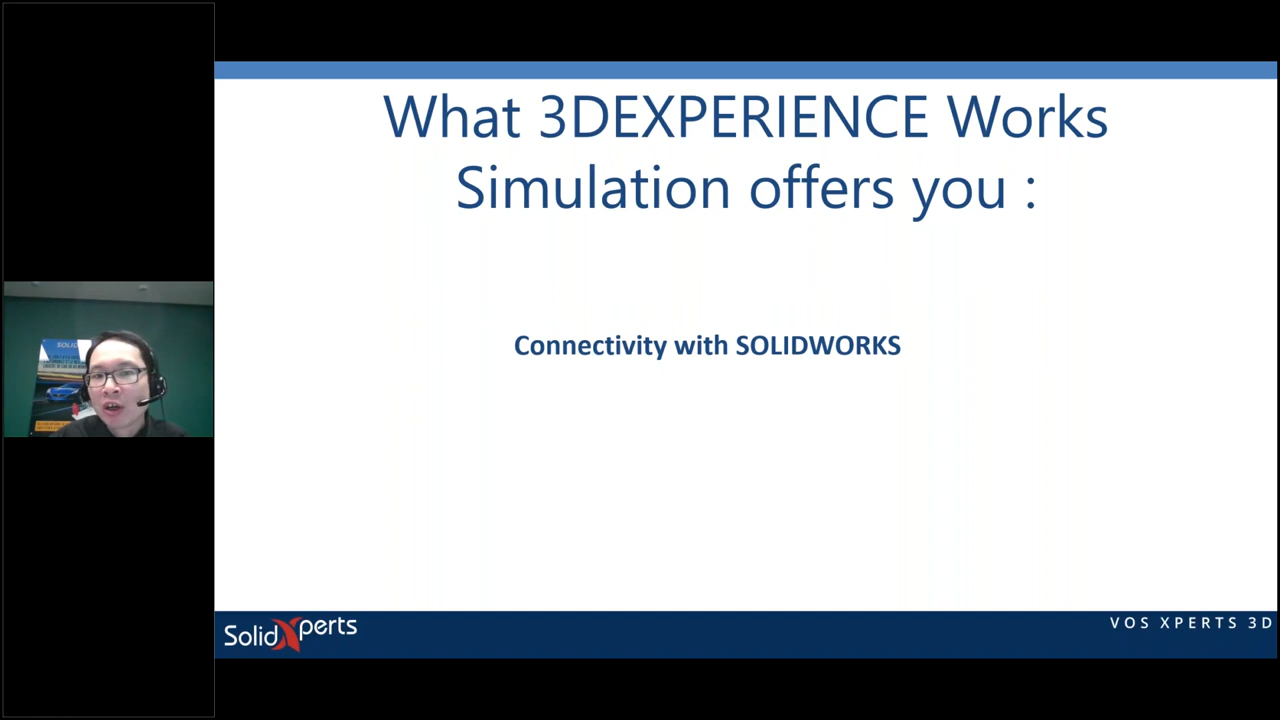 What 3DEXPERIENCE Works
Simulation offers you :
Connectivity with SOLIDWORKS
SolidXperts
VOS XPERTS 3D